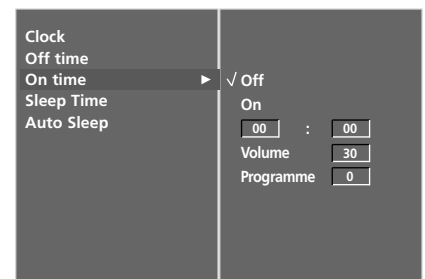 Clock
Off time
On time ►
Sleep Time
Auto Sleep
√ Off
On
00 : 00
Volume 30
Programme 0